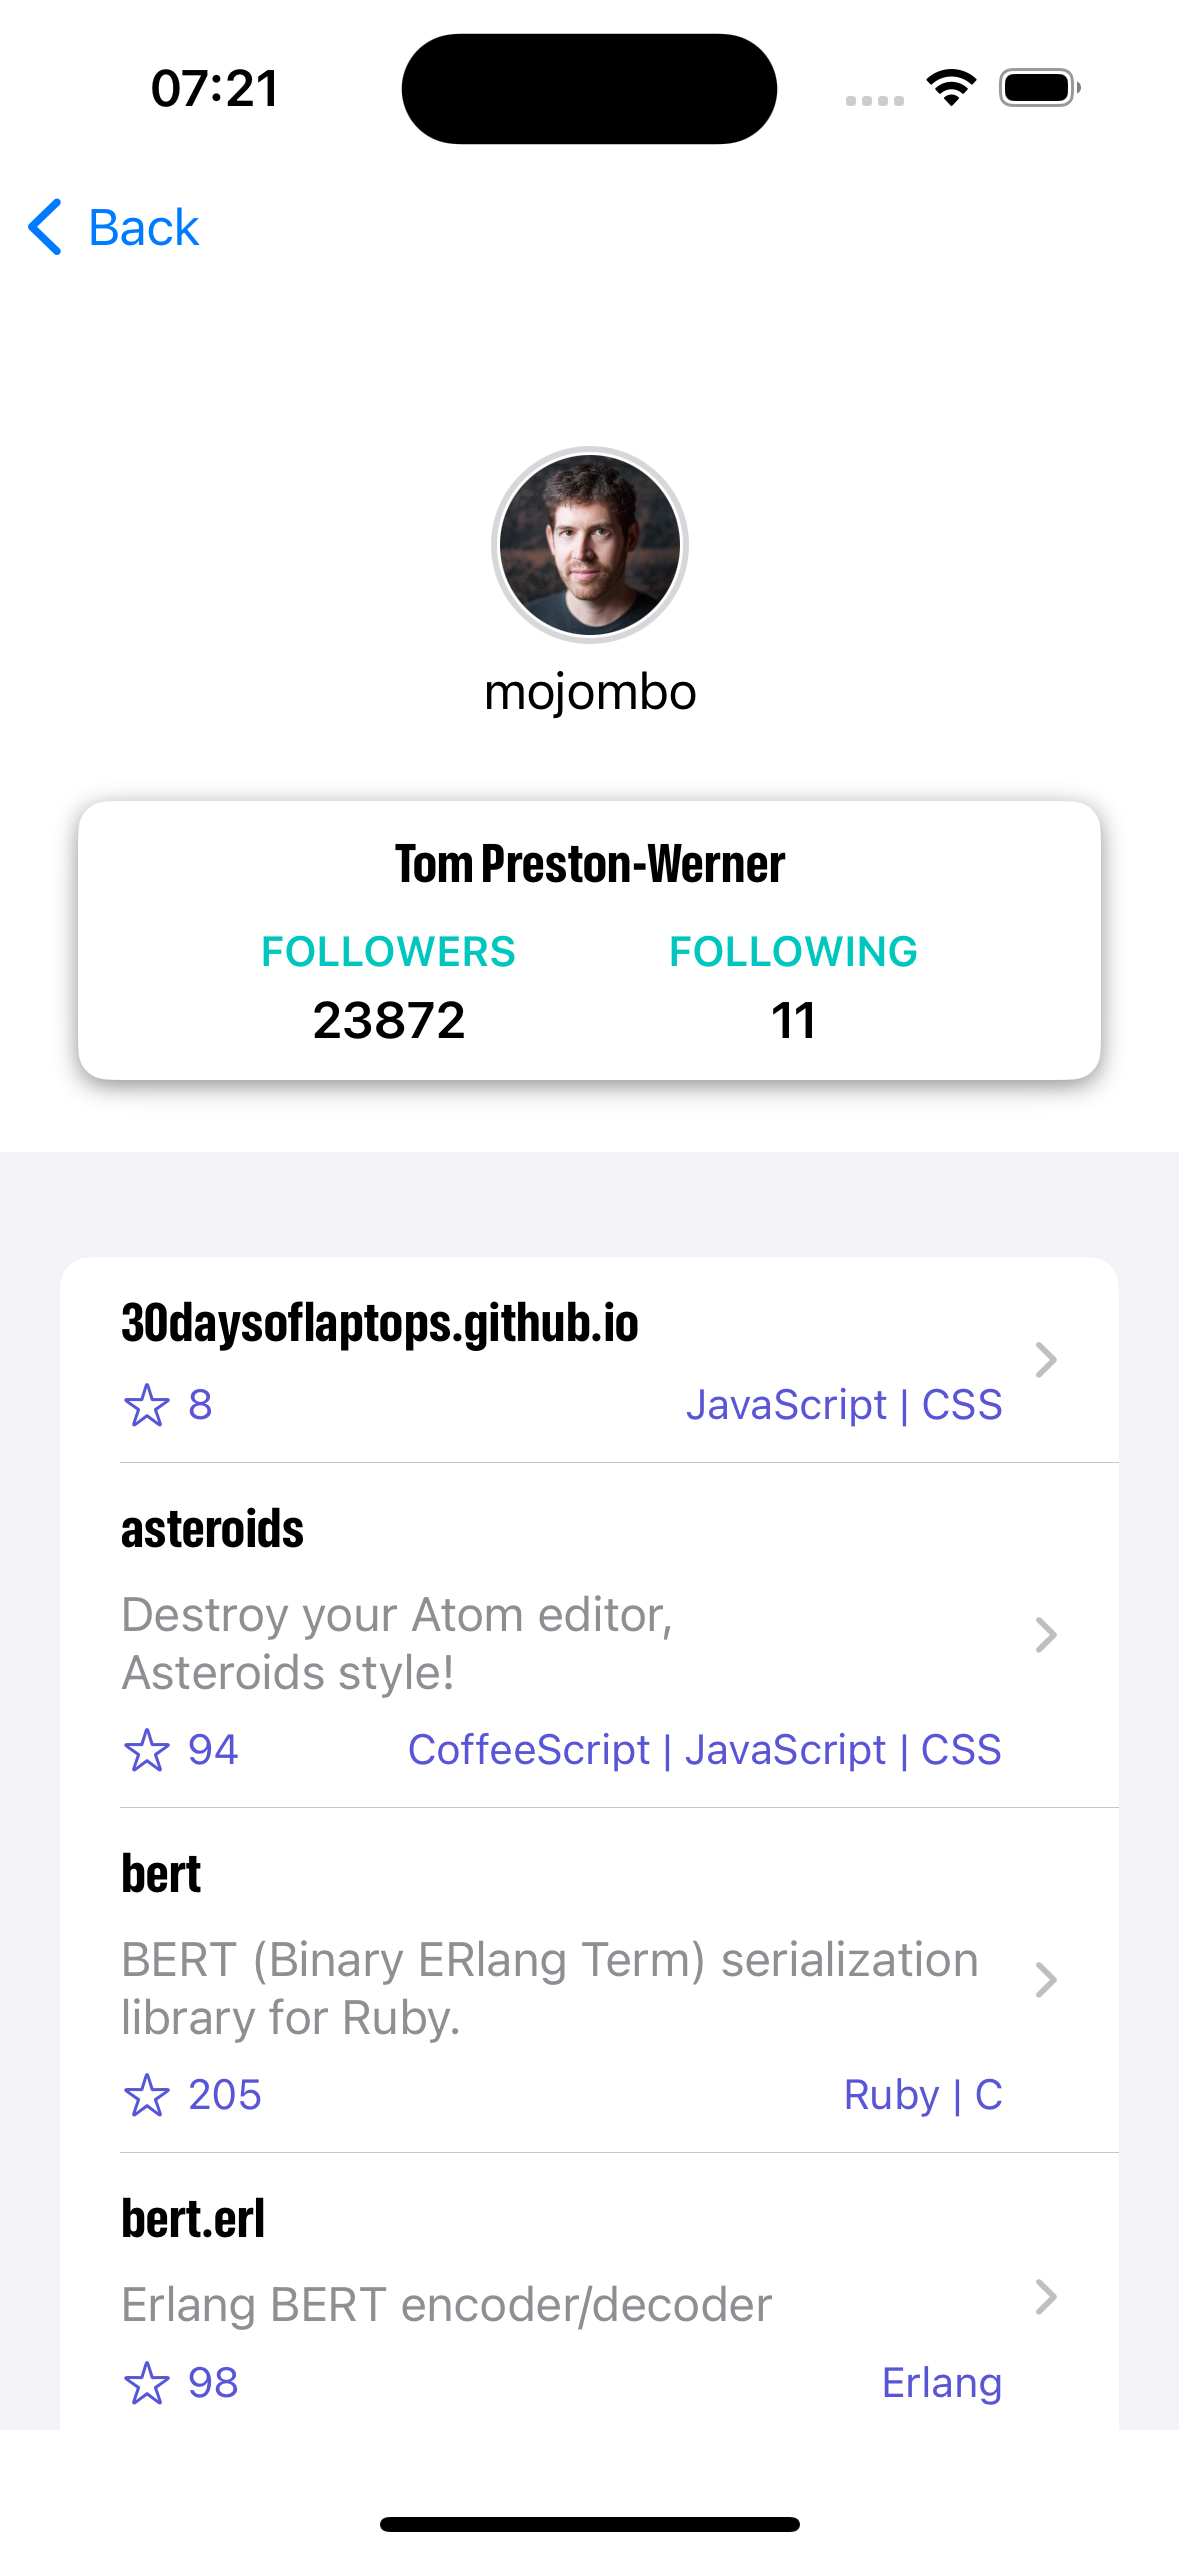 07:21
Back
mojombo
Tom Preston-Werner
FOLLOWERS FOLLOWING
23872 11
30daysoflaptops.github.io
8 JavaScript | CSS
asteroids
Destroy your Atom editor,
Asteroids style!
94 CoffeeScript | JavaScript | CSS
bert
BERT (Binary ERlang Term) serialization
library for Ruby.
205 Ruby | C
bert.erl
Erlang BERT encoder/decoder
98 Erlang